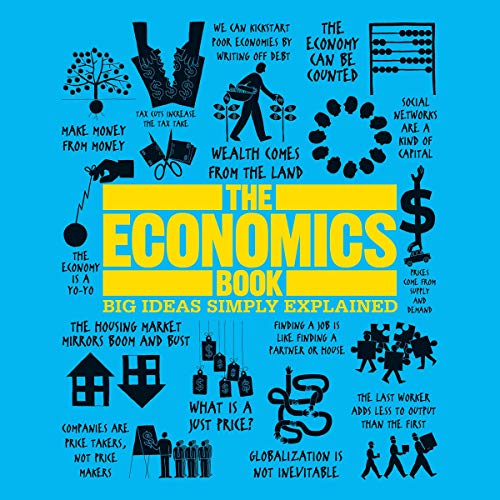 WE CAN KICKSTART
POOR ECONOMIES BY
WRITING OFF DEBT
THE
ECONOMY
CAN BE
COUNTED
TAX CUTS INCREASE
THE TAX TAKE
MAKE MONEY
FROM MONEY
WEALTH COMES
FROM THE LAND
SOCIAL
NETWORKS
ARE A
KIND OF
CAPITAL
THE
ECONOMICS
BOOK
BIG IDEAS SIMPLY EXPLAINED
THE
ECONOMY
IS A
YO-YO
$
PRICES
COME FROM
SUPPLY
AND
DEMAND
THE HOUSING MARKET
MIRRORS BOOM AND BUST
FINDING A JOB IS
LIKE FINDING A
PARTNER OR HOUSE
WHAT IS A
JUST PRICE?
THE LAST WORKER
ADDS LESS TO OUTPUT
THAN THE FIRST
COMPANIES ARE
PRICE TAKERS,
NOT PRICE
MAKERS
GLOBALIZATION IS
NOT INEVITABLE